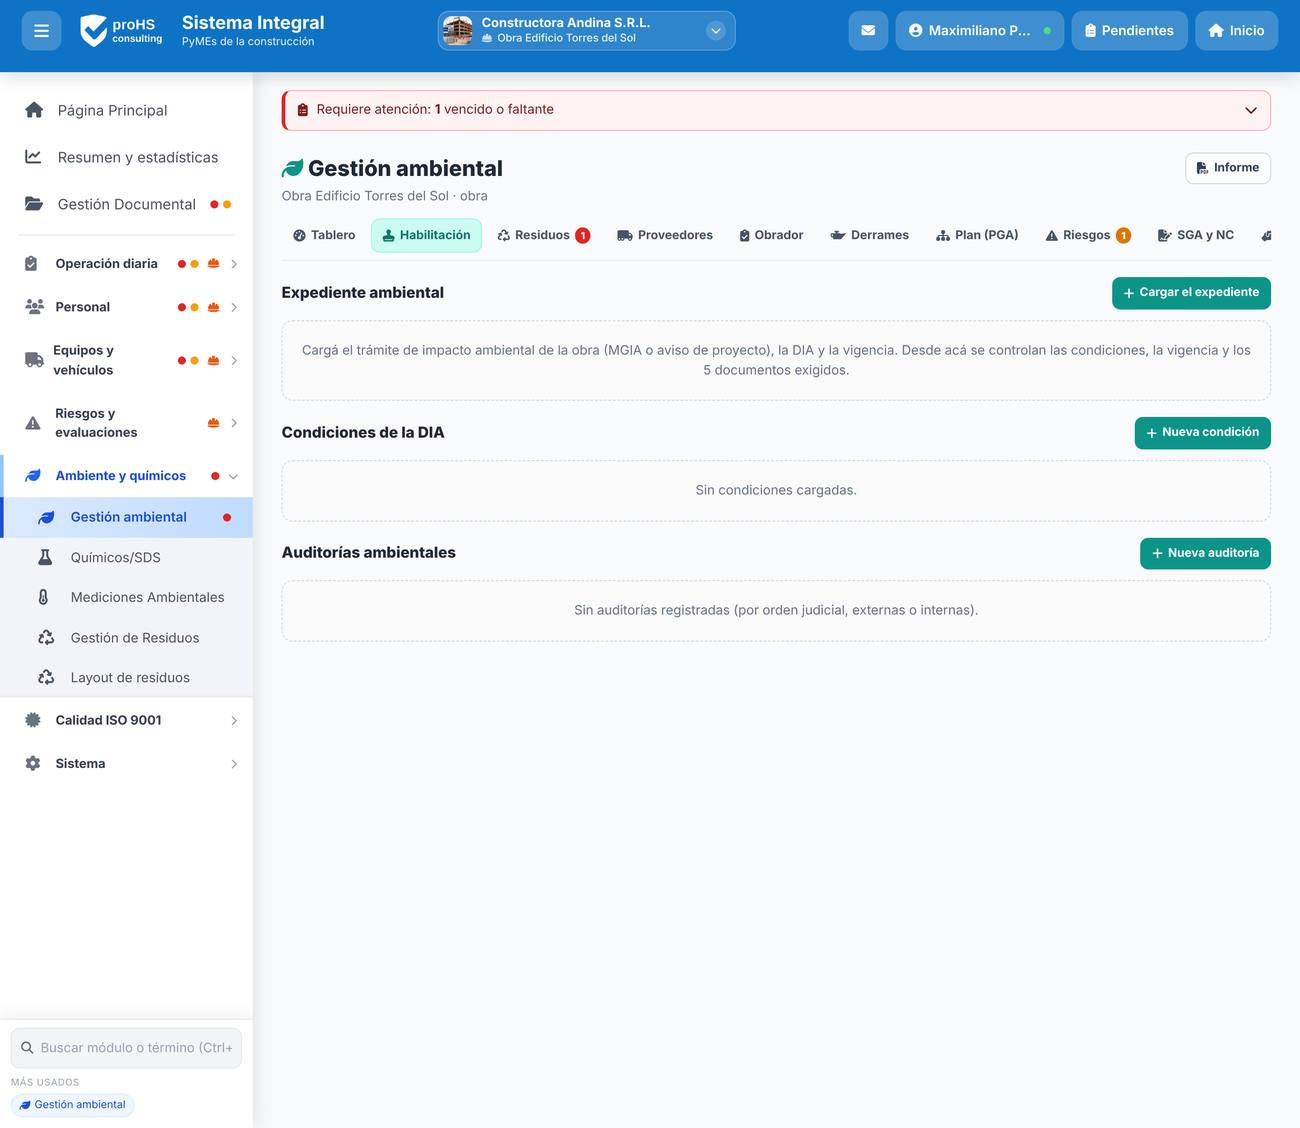 proHS
consulting
Sistema Integral
PyMEs de la construcción
Constructora Andina S.R.L.
Obra Edificio Torres del Sol
Maximiliano P...
Pendientes
Inicio
Página Principal
Resumen y estadísticas
Gestión Documental
Operación diaria
Personal
Equipos y
vehículos
Riesgos y
evaluaciones
Ambiente y químicos
Gestión ambiental
Químicos/SDS
Mediciones Ambientales
Gestión de Residuos
Layout de residuos
Calidad ISO 9001
Sistema
Buscar módulo o término (Ctrl+
MÁS USADOS
Gestión ambiental
Requiere atención: 1 vencido o faltante
Gestión ambiental
Informe
Obra Edificio Torres del Sol · obra
Tablero
Habilitación
Residuos 1
Proveedores
Obrador
Derrames
Plan (PGA)
Riesgos 1
SGA y NC
Expediente ambiental
+ Cargar el expediente
Cargá el trámite de impacto ambiental de la obra (MGIA o aviso de proyecto), la DIA y la vigencia. Desde acá se controlan las condiciones, la vigencia y los
5 documentos exigidos.
Condiciones de la DIA
+ Nueva condición
Sin condiciones cargadas.
Auditorías ambientales
+ Nueva auditoría
Sin auditorías registradas (por orden judicial, externas o internas).